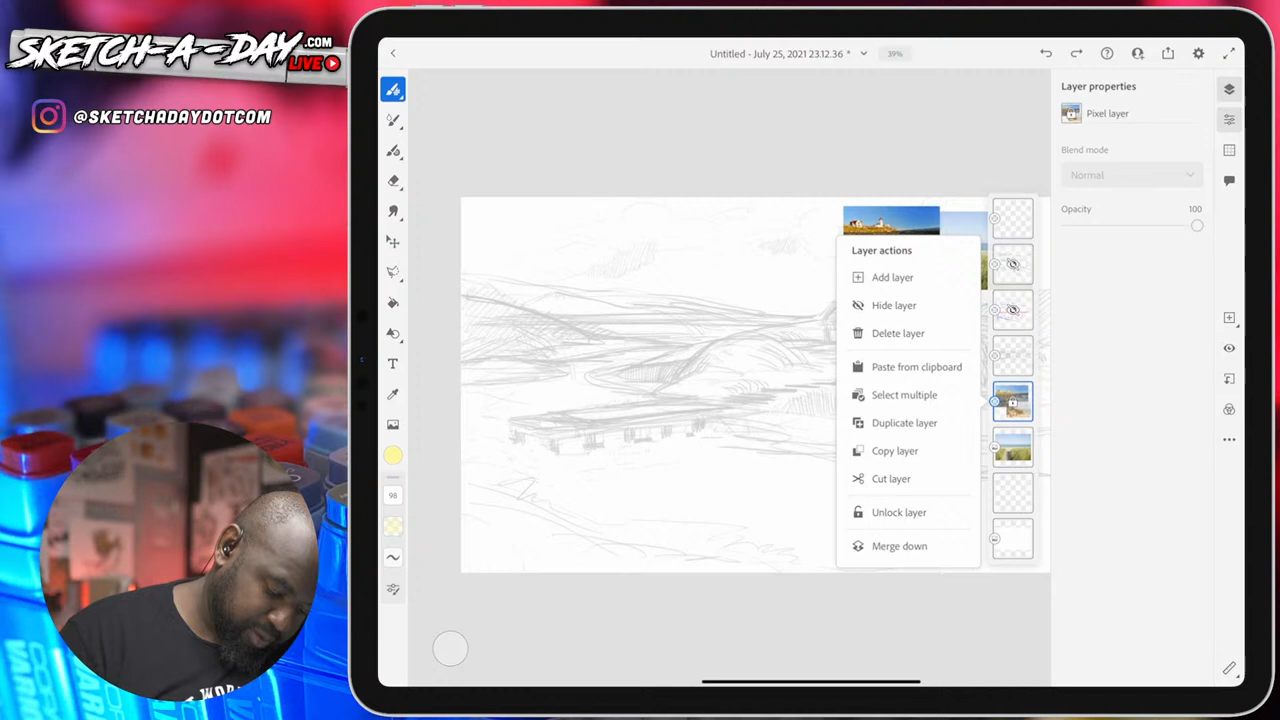 SKETCH-A-DAY.COM
LIVE
@SKETCHADAYDOTCOM
Untitled - July 25, 2021 23.12.36 *
39%
Layer properties
Pixel layer
Blend mode
Normal
Opacity 100
Layer actions
Add layer
Hide layer
Delete layer
Paste from clipboard
Select multiple
Duplicate layer
Copy layer
Cut layer
Unlock layer
Merge down
T
98